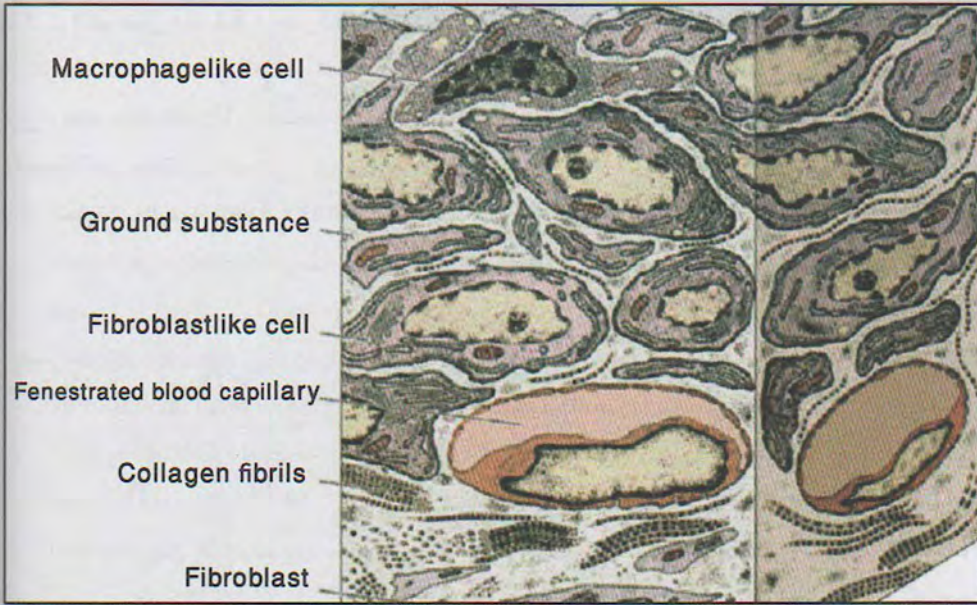 Macrophagelike cell
Ground substance
Fibroblastlike cell
Fenestrated blood capillary
Collagen fibrils
Fibroblast